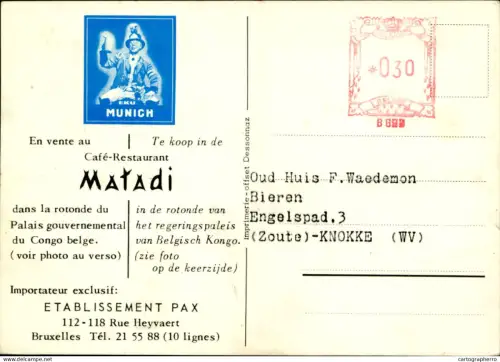 EKU
MUNICH
En vente au
Te koop in de
Café-Restaurant
Matadi
dans la rotonde du
Palais gouvernemental
du Congo belge.
(voir photo au verso)
in de rotonde van
het regeringspaleis
van Belgisch Kongo.
(zie foto
op de keerzijde)
Importateur exclusif:
ETABLISSEMENT PAX
112-118 Rue Heyvaert
Bruxelles Tél. 21 55 88 (10 lignes)
Imprimerie-offset Dessonnaz
*030
Oud Huis F.Waedemon
Bieren
Engelspad.3
(Zoute)-KNOKKE (WV)
www.delcampe.net
cartographerro